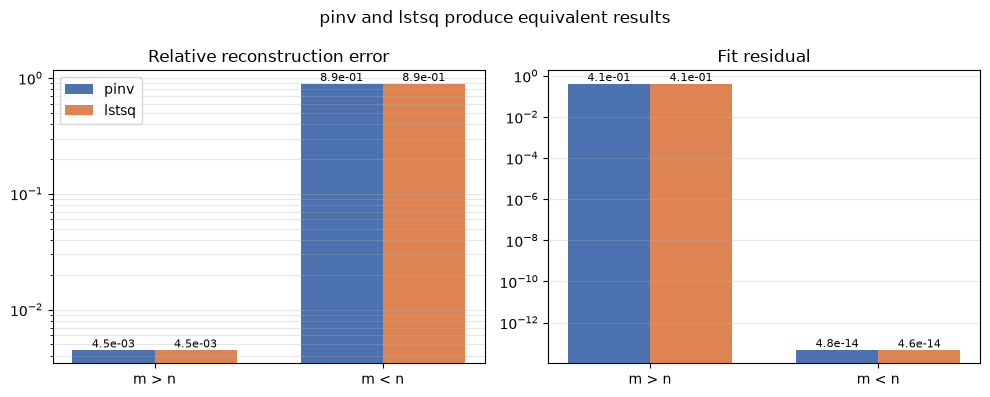 pinv and lstsq produce equivalent results
Relative reconstruction error
10⁰
10⁻¹
10⁻²
pinv
lstsq
8.9e-01 8.9e-01
4.5e-03 4.5e-03
m > n m < n
Fit residual
10⁰
10⁻²
10⁻⁴
10⁻⁶
10⁻⁸
10⁻¹⁰
10⁻¹²
4.1e-01 4.1e-01
4.8e-14 4.6e-14
m > n m < n